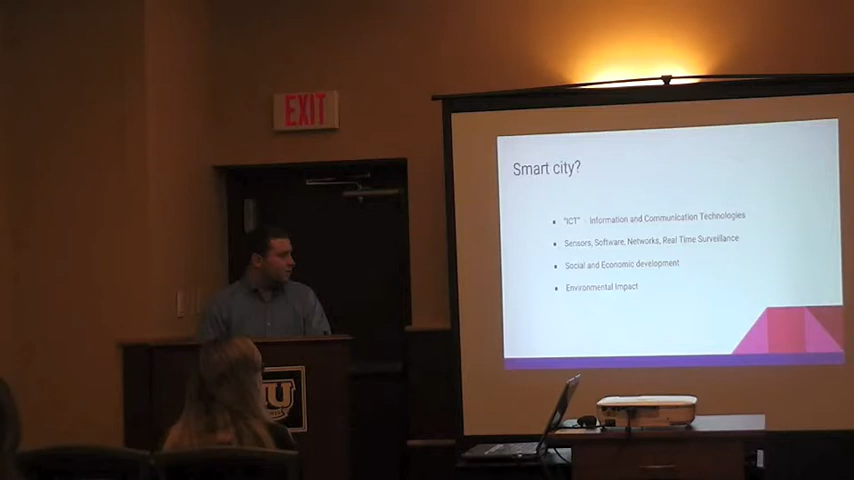 EXIT
Smart city?
"ICT" - Information and Communication Technologies
Sensors, Software, Networks, Real Time Surveillance
Social and Economic development
Environmental Impact